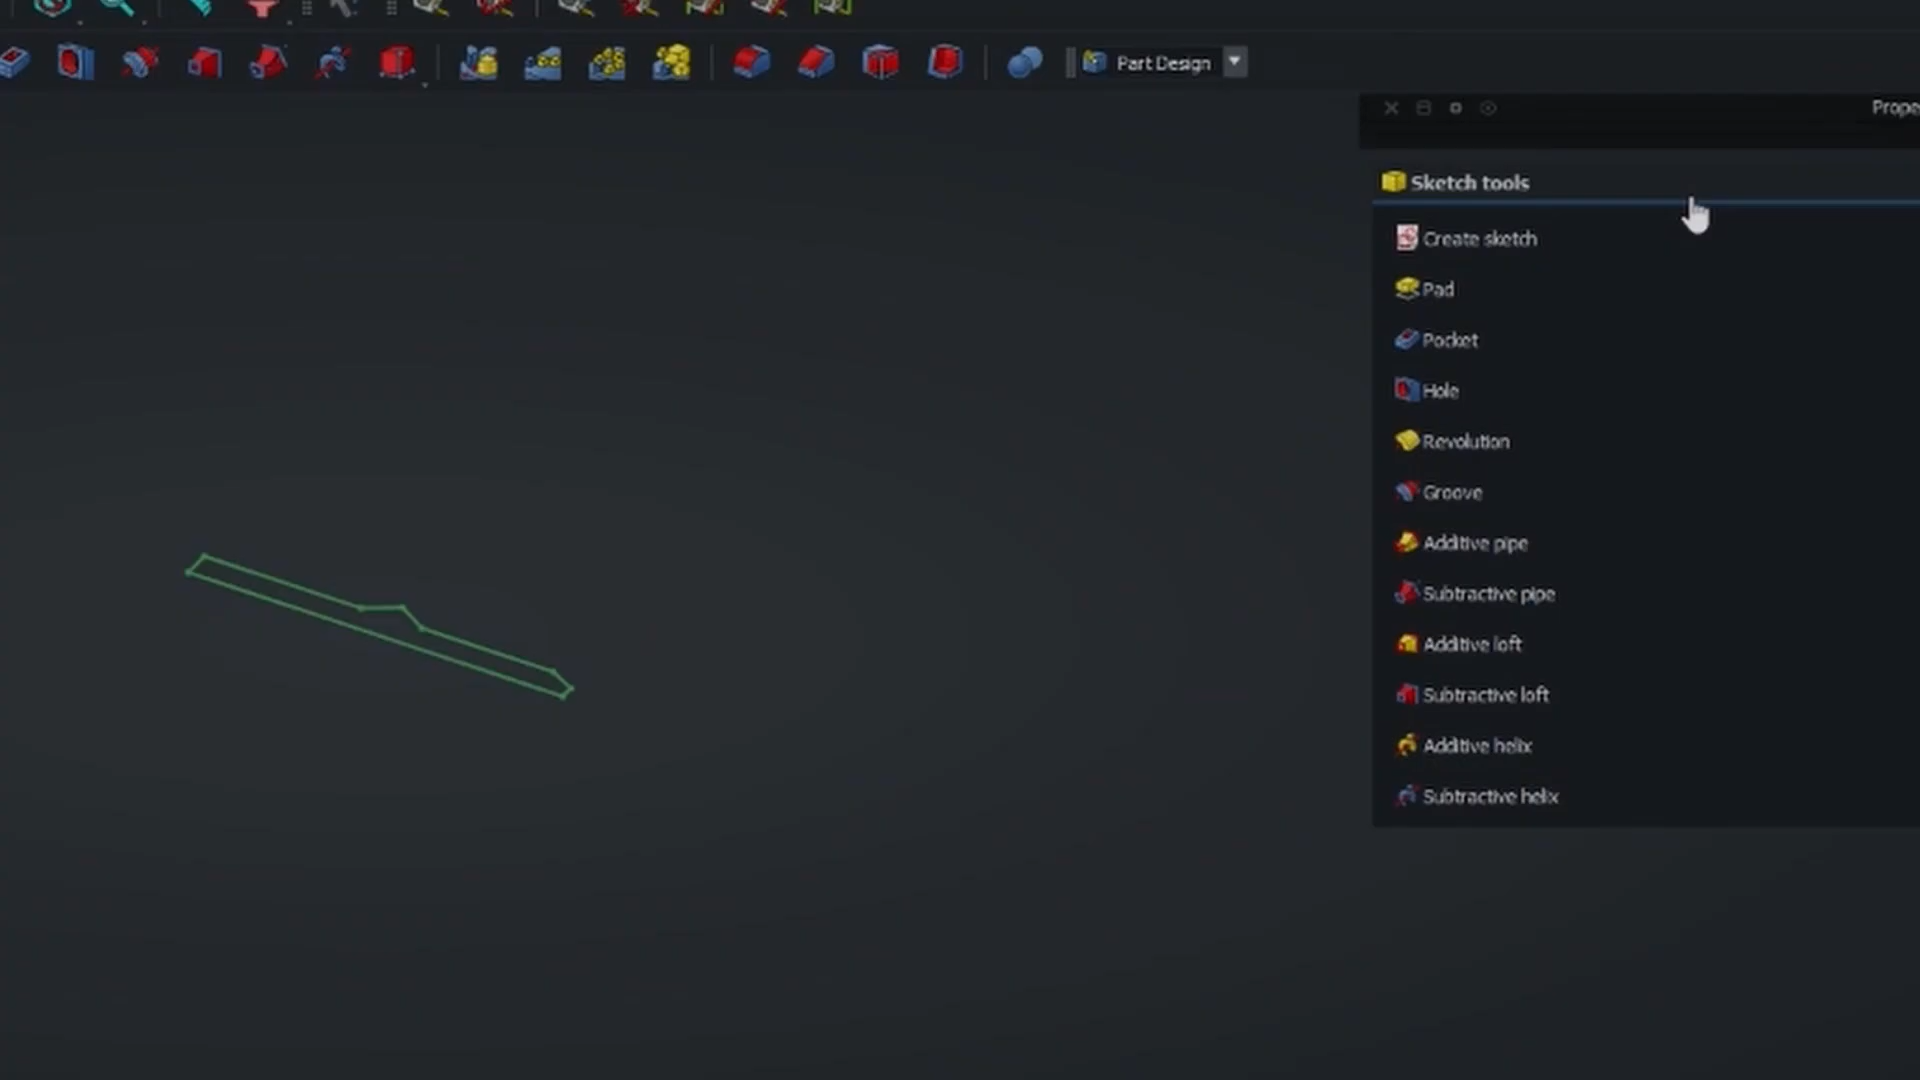 Part Design
Prope
Sketch tools
Create sketch
Pad
Pocket
Hole
Revolution
Groove
Additive pipe
Subtractive pipe
Additive loft
Subtractive loft
Additive helix
Subtractive helix